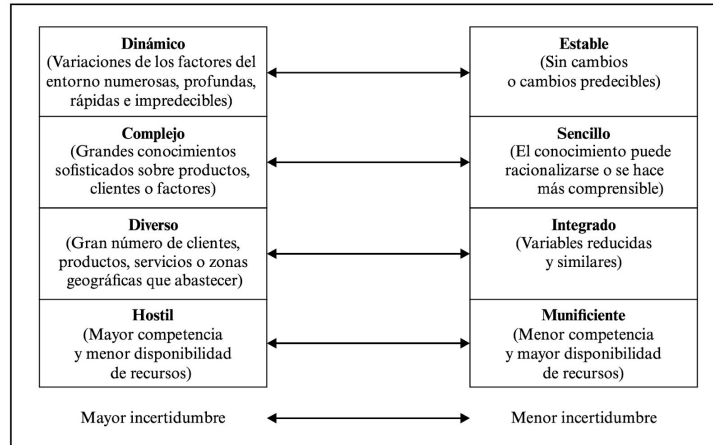 Dinámico
(Variaciones de los factores del
entorno numerosas, profundas,
rápidas e impredecibles)
Estable
(Sin cambios
o cambios predecibles)
Complejo
(Grandes conocimientos
sofisticados sobre productos,
clientes o factores)
Sencillo
(El conocimiento puede
racionalizarse o se hace
más comprensible)
Diverso
(Gran número de clientes,
productos, servicios o zonas
geográficas que abastecer)
Integrado
(Variables reducidas
y similares)
Hostil
(Mayor competencia
y menor disponibilidad
de recursos)
Munificiente
(Menor competencia
y mayor disponibilidad
de recursos)
Mayor incertidumbre
Menor incertidumbre